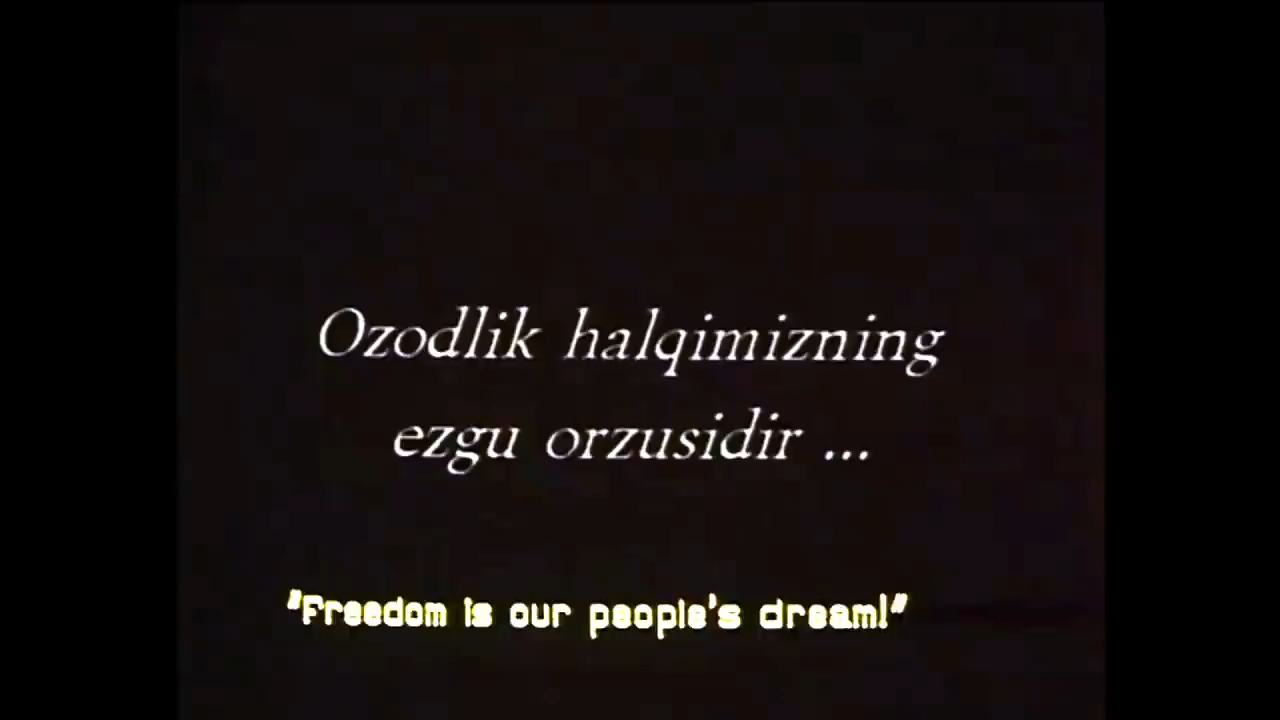 Ozodlik halqimizning
ezgu orzusidir ...
"Freedom is our people's dream!"